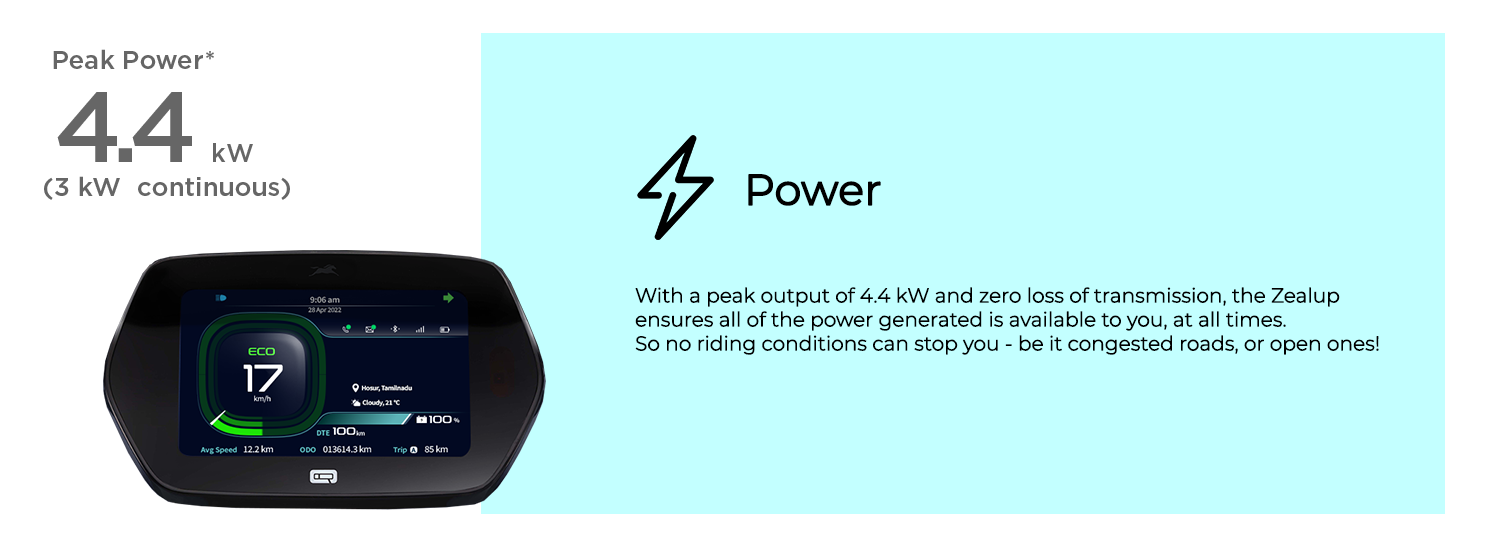 Peak Power*
4.4 kW
(3 kW continuous)
Power
With a peak output of 4.4 kW and zero loss of transmission, the Zealup
ensures all of the power generated is available to you, at all times.
So no riding conditions can stop you - be it congested roads, or open ones!
9:06 am
28 Apr 2022
ECO
17
km/h
Hosur, Tamilnadu
Cloudy, 21 °C
100 %
DTE 100 km
Avg Speed 12.2 km ODO 013614.3 km Trip A 85 km